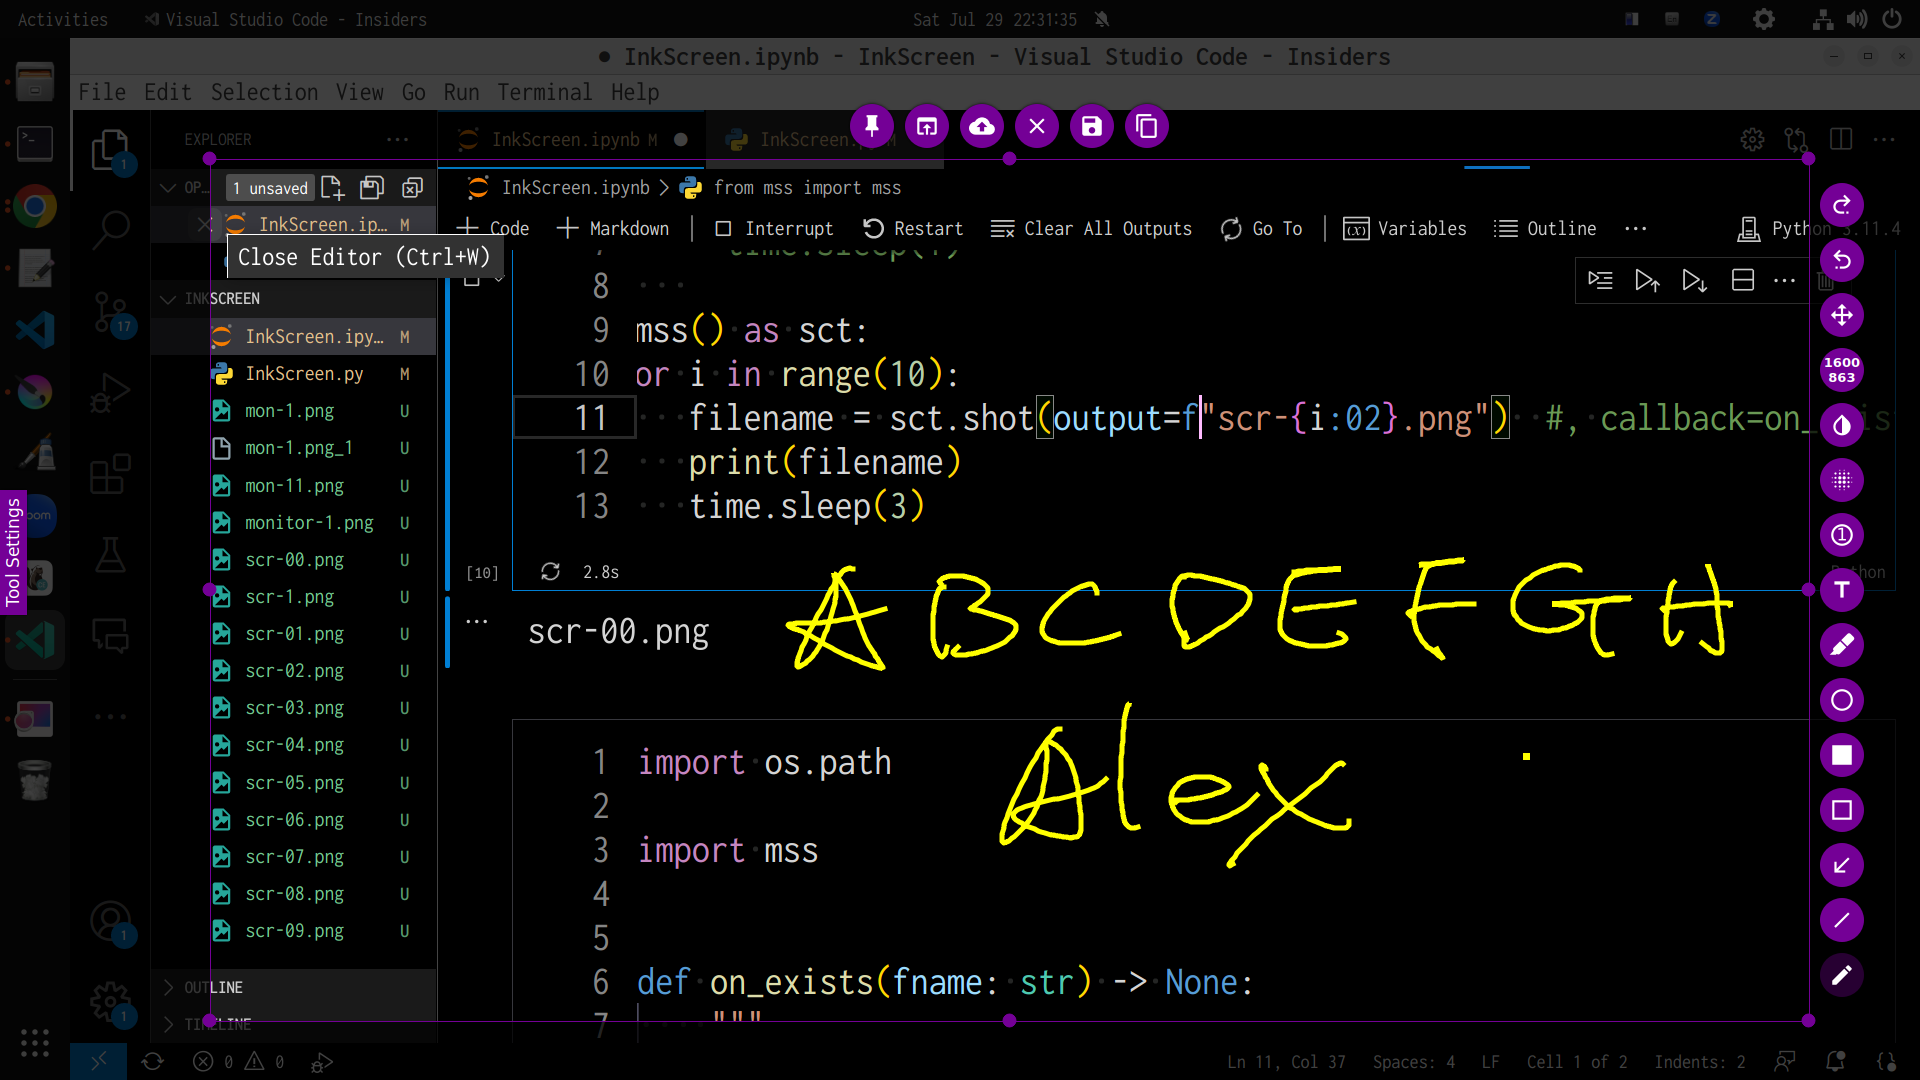 Activities Visual Studio Code - Insiders Sat Jul 29 22:31:35
● InkScreen.ipynb - InkScreen - Visual Studio Code - Insiders
File Edit Selection View Go Run Terminal Help
EXPLORER InkScreen.ipynb M
1 unsaved InkScreen.ipynb > from mss import mss
InkScreen.ip... M
Code Markdown Interrupt Restart Clear All Outputs Go To Variables Outline ... Python 3.11.4
Close Editor (Ctrl+W)
time.sleep(1)
8
INKSCREEN
9 mss() as sct:
InkScreen.ipy... M
10 or i in range(10):
InkScreen.py M
1600
863
11 filename = sct.shot(output=f"scr-{i:02}.png") #, callback=on_
mon-1.png U
mon-1.png_1 U
12 print(filename)
mon-11.png U
13 time.sleep(3)
monitor-1.png U
Tool Settings
scr-00.png U
[10] 2.8s Python
scr-1.png U
scr-00.png
A B C D E F G H
scr-01.png U
scr-02.png U
scr-03.png U
scr-04.png U
1 import os.path
Alex
scr-05.png U
2
scr-06.png U
3 import mss
scr-07.png U
4
scr-08.png U
5
scr-09.png U
6 def on_exists(fname: str) -> None:
OUTLINE
7 """
TIMELINE
0 0 Ln 11, Col 37 Spaces: 4 LF Cell 1 of 2 Indents: 2